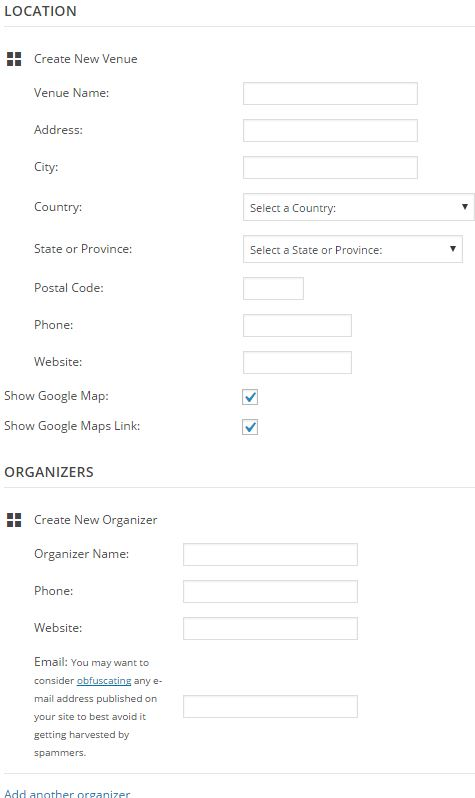 LOCATION
Create New Venue
Venue Name:
Address:
City:
Country: Select a Country:
State or Province: Select a State or Province:
Postal Code:
Phone:
Website:
Show Google Map:
Show Google Maps Link:
ORGANIZERS
Create New Organizer
Organizer Name:
Phone:
Website:
Email: You may want to
consider obfuscating any e-
mail address published on
your site to best avoid it
getting harvested by
spammers.
Add another organizer